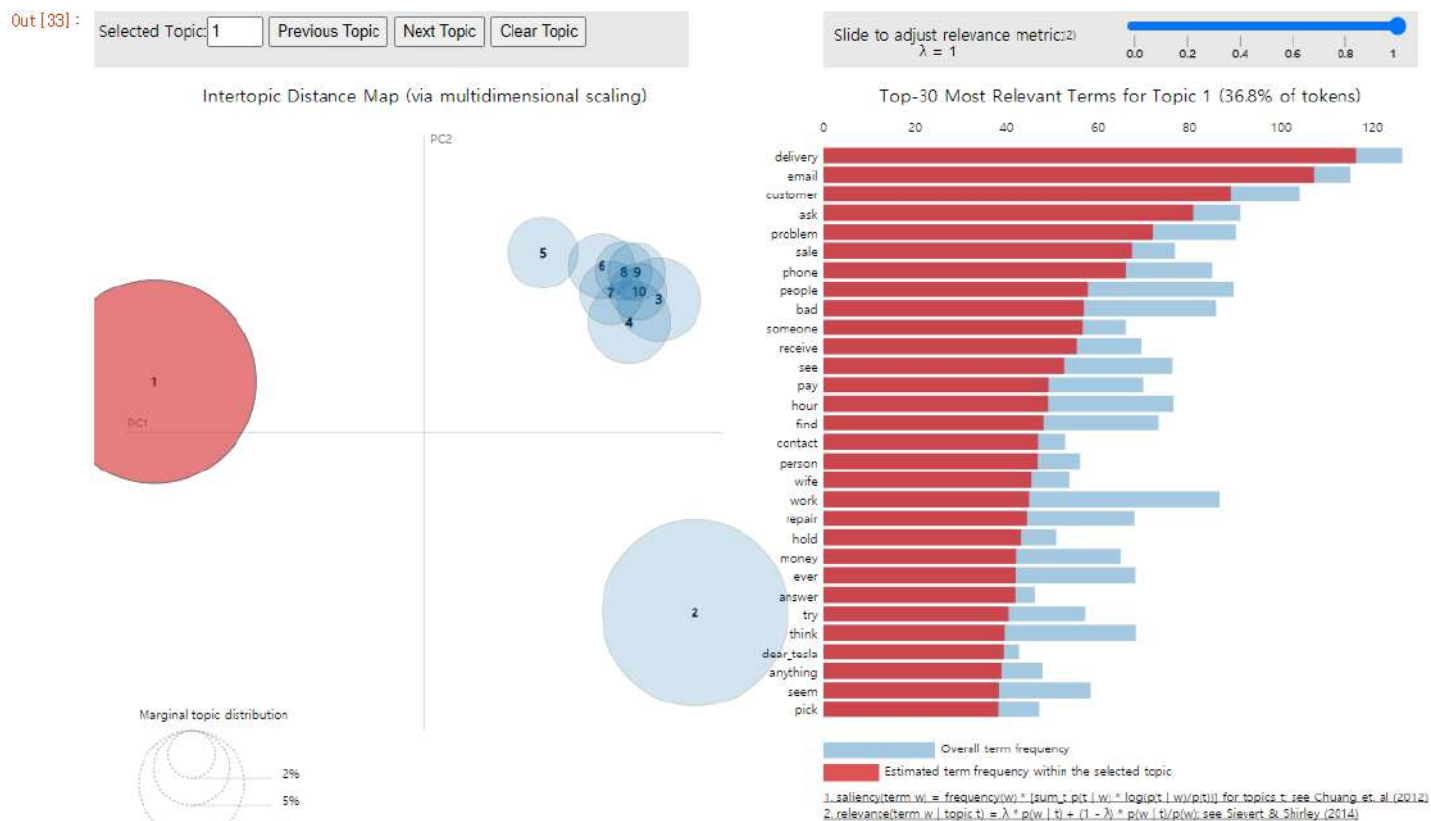 Out[33]:
Selected Topic: 1 Previous Topic Next Topic Clear Topic
Slide to adjust relevance metric:(2)
λ = 1
0.0 0.2 0.4 0.6 0.8 1
Intertopic Distance Map (via multidimensional scaling)
PC2
PC1
1
2
3
4
5
6
7
8
9
10
Marginal topic distribution
2%
5%
Top-30 Most Relevant Terms for Topic 1 (36.8% of tokens)
0 20 40 60 80 100 120
delivery
email
customer
ask
problem
sale
phone
people
bad
someone
receive
see
pay
hour
find
contact
person
wife
work
repair
hold
money
ever
answer
try
think
dear_tesla
anything
seem
pick
Overall term frequency
Estimated term frequency within the selected topic
1. saliency(term w) = frequency(w) * [sum_t p(t | w) * log(p(t | w)/p(t))] for topics t; see Chuang et. al (2012)
2. relevance(term w | topic t) = λ * p(w | t) + (1 - λ) * p(w | t)/p(w); see Sievert & Shirley (2014)